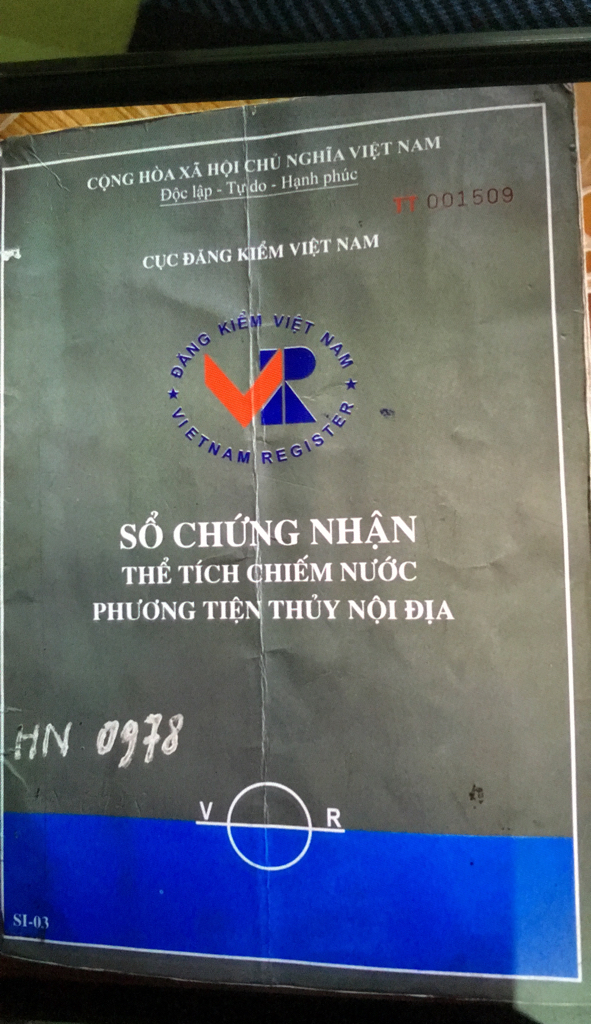 CỘNG HÒA XÃ HỘI CHỦ NGHĨA VIỆT NAM
Độc lập - Tự do - Hạnh phúc
TT 001509
CỤC ĐĂNG KIỂM VIỆT NAM
ĐĂNG KIỂM VIỆT NAM
VR
★ VIETNAM REGISTER ★
SỔ CHỨNG NHẬN
THỂ TÍCH CHIẾM NƯỚC
PHƯƠNG TIỆN THỦY NỘI ĐỊA
HN 0978
V R
SI-03